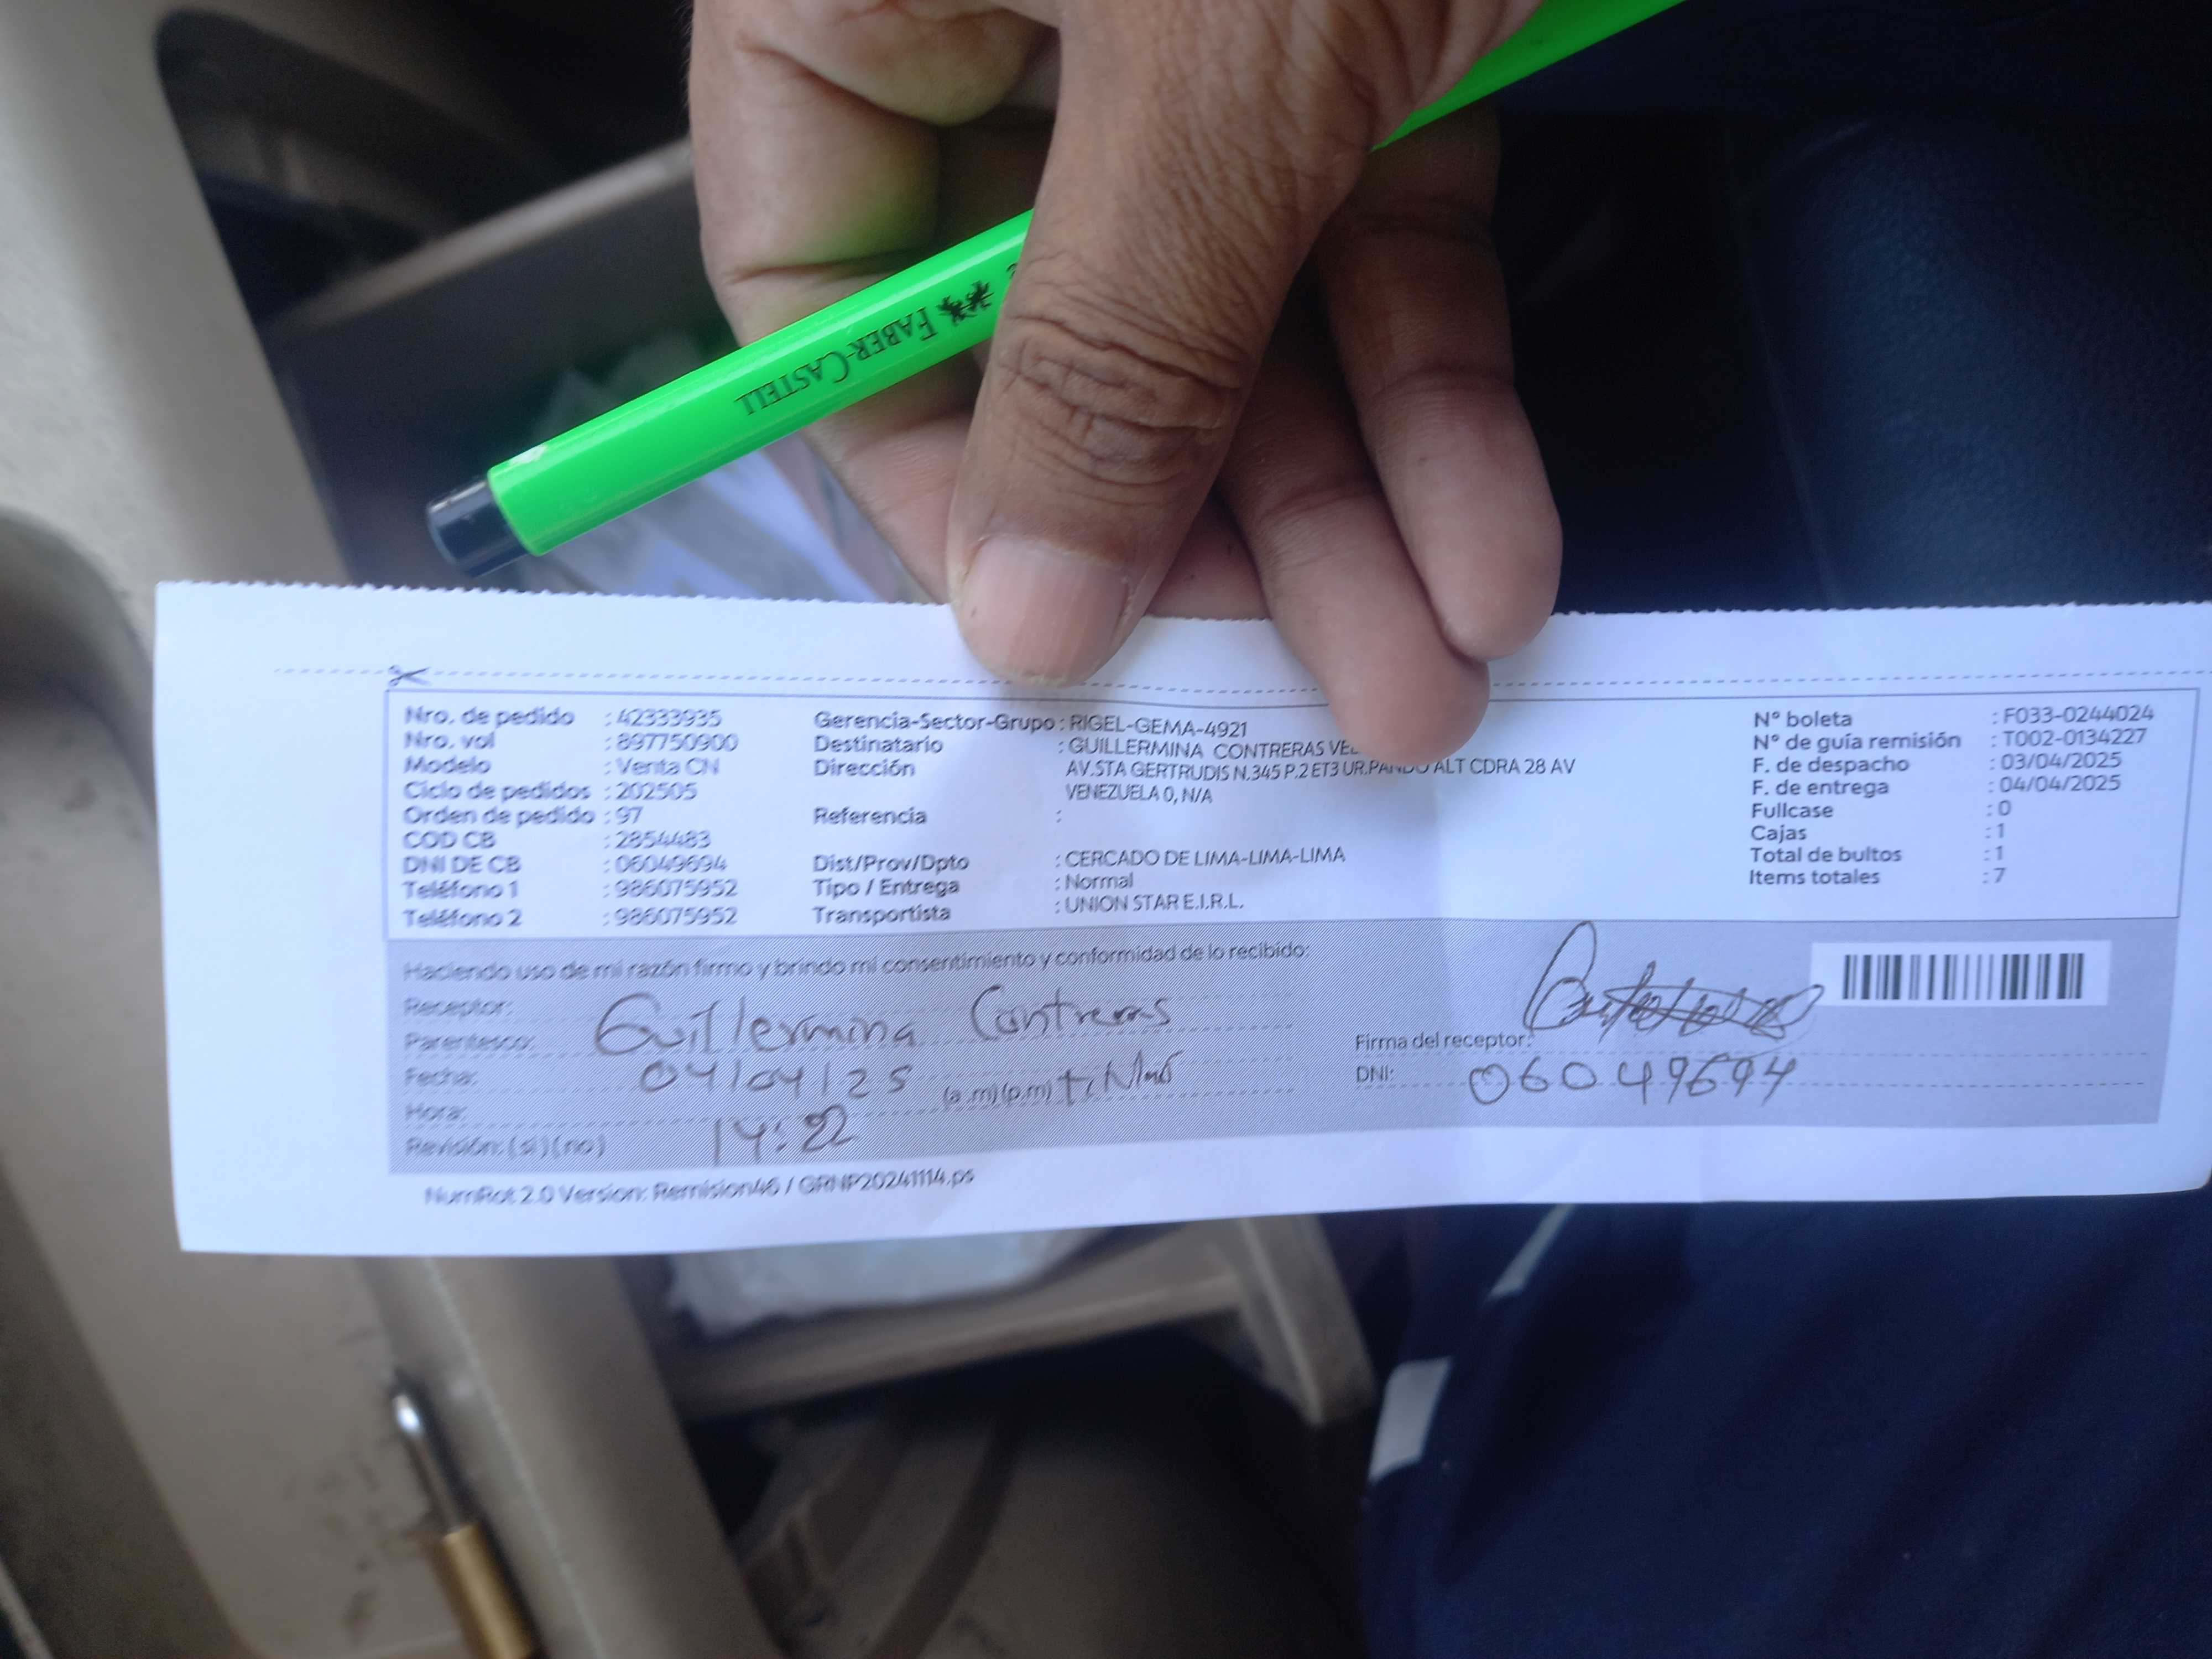 FABER-CASTELL
Nro. de pedido : 42333935
Nro. vol : 897750900
Modelo : Venta CN
Ciclo de pedidos : 202505
Orden de pedido : 97
COD CB : 2854483
DNI DE CB : 06049694
Teléfono 1 : 986075952
Teléfono 2 : 986075952
Gerencia-Sector-Grupo : RIGEL-GEMA-4921
Destinatario : GUILLERMINA CONTRERAS
Dirección AV.STA GERTRUDIS N.345 P.2 ET3 UR.PANDO ALT CDRA 28 AV
VENEZUELA 0, N/A
Referencia :
Dist/Prov/Dpto : CERCADO DE LIMA-LIMA-LIMA
Tipo / Entrega : Normal
Transportista : UNION STAR E.I.R.L.
N° boleta : F033-0244024
N° de guía remisión : T002-0134227
F. de despacho : 03/04/2025
F. de entrega : 04/04/2025
Fullcase : 0
Cajas : 1
Total de bultos : 1
Items totales : 7
Haciendo uso de mi razón firmo y brindo mi consentimiento y conformidad de lo recibido:
Receptor: Guillermina Contreras
Parentesco:
Fecha: 04/04/25 (a.m)(p.m)
Hora: 14:22
Revisión: (si) (no)
Firma del receptor:
DNI: 06049694
NumRot 2.0 Version: Remision46 / GRNP20241114.ps